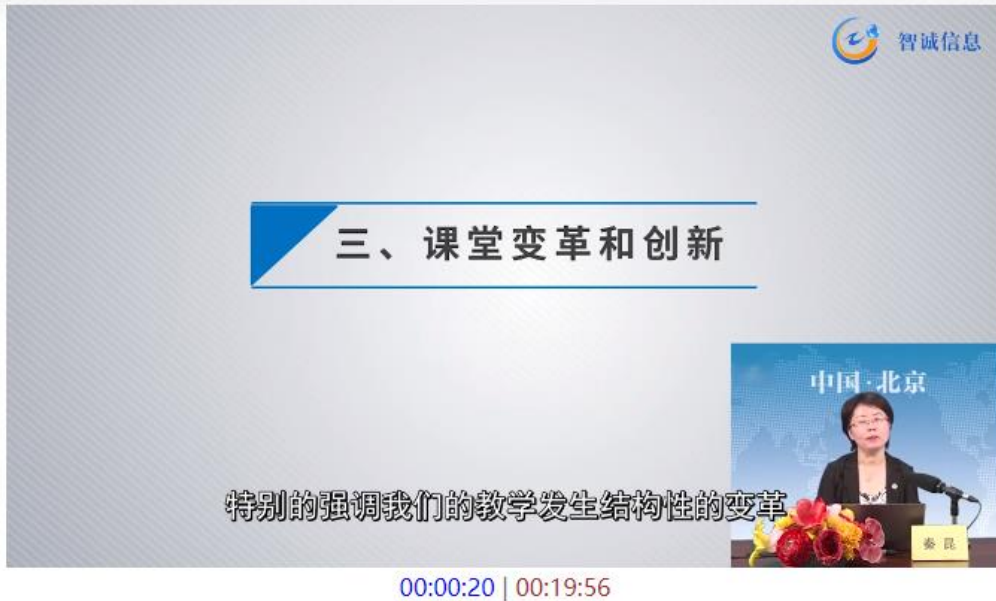 智诚信息
三、课堂变革和创新
中国·北京
特别的强调我们的教学发生结构性的变革
秦昆
00:00:20 | 00:19:56